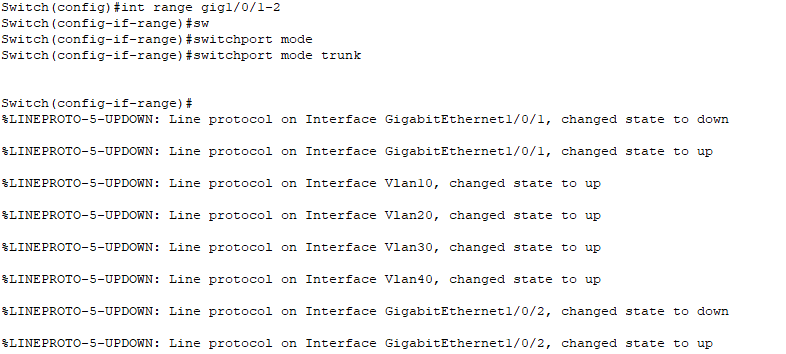 Switch(config)#int range gig1/0/1-2
Switch(config-if-range)#sw
Switch(config-if-range)#switchport mode
Switch(config-if-range)#switchport mode trunk
Switch(config-if-range)#
%LINEPROTO-5-UPDOWN: Line protocol on Interface GigabitEthernet1/0/1, changed state to down
%LINEPROTO-5-UPDOWN: Line protocol on Interface GigabitEthernet1/0/1, changed state to up
%LINEPROTO-5-UPDOWN: Line protocol on Interface Vlan10, changed state to up
%LINEPROTO-5-UPDOWN: Line protocol on Interface Vlan20, changed state to up
%LINEPROTO-5-UPDOWN: Line protocol on Interface Vlan30, changed state to up
%LINEPROTO-5-UPDOWN: Line protocol on Interface Vlan40, changed state to up
%LINEPROTO-5-UPDOWN: Line protocol on Interface GigabitEthernet1/0/2, changed state to down
%LINEPROTO-5-UPDOWN: Line protocol on Interface GigabitEthernet1/0/2, changed state to up